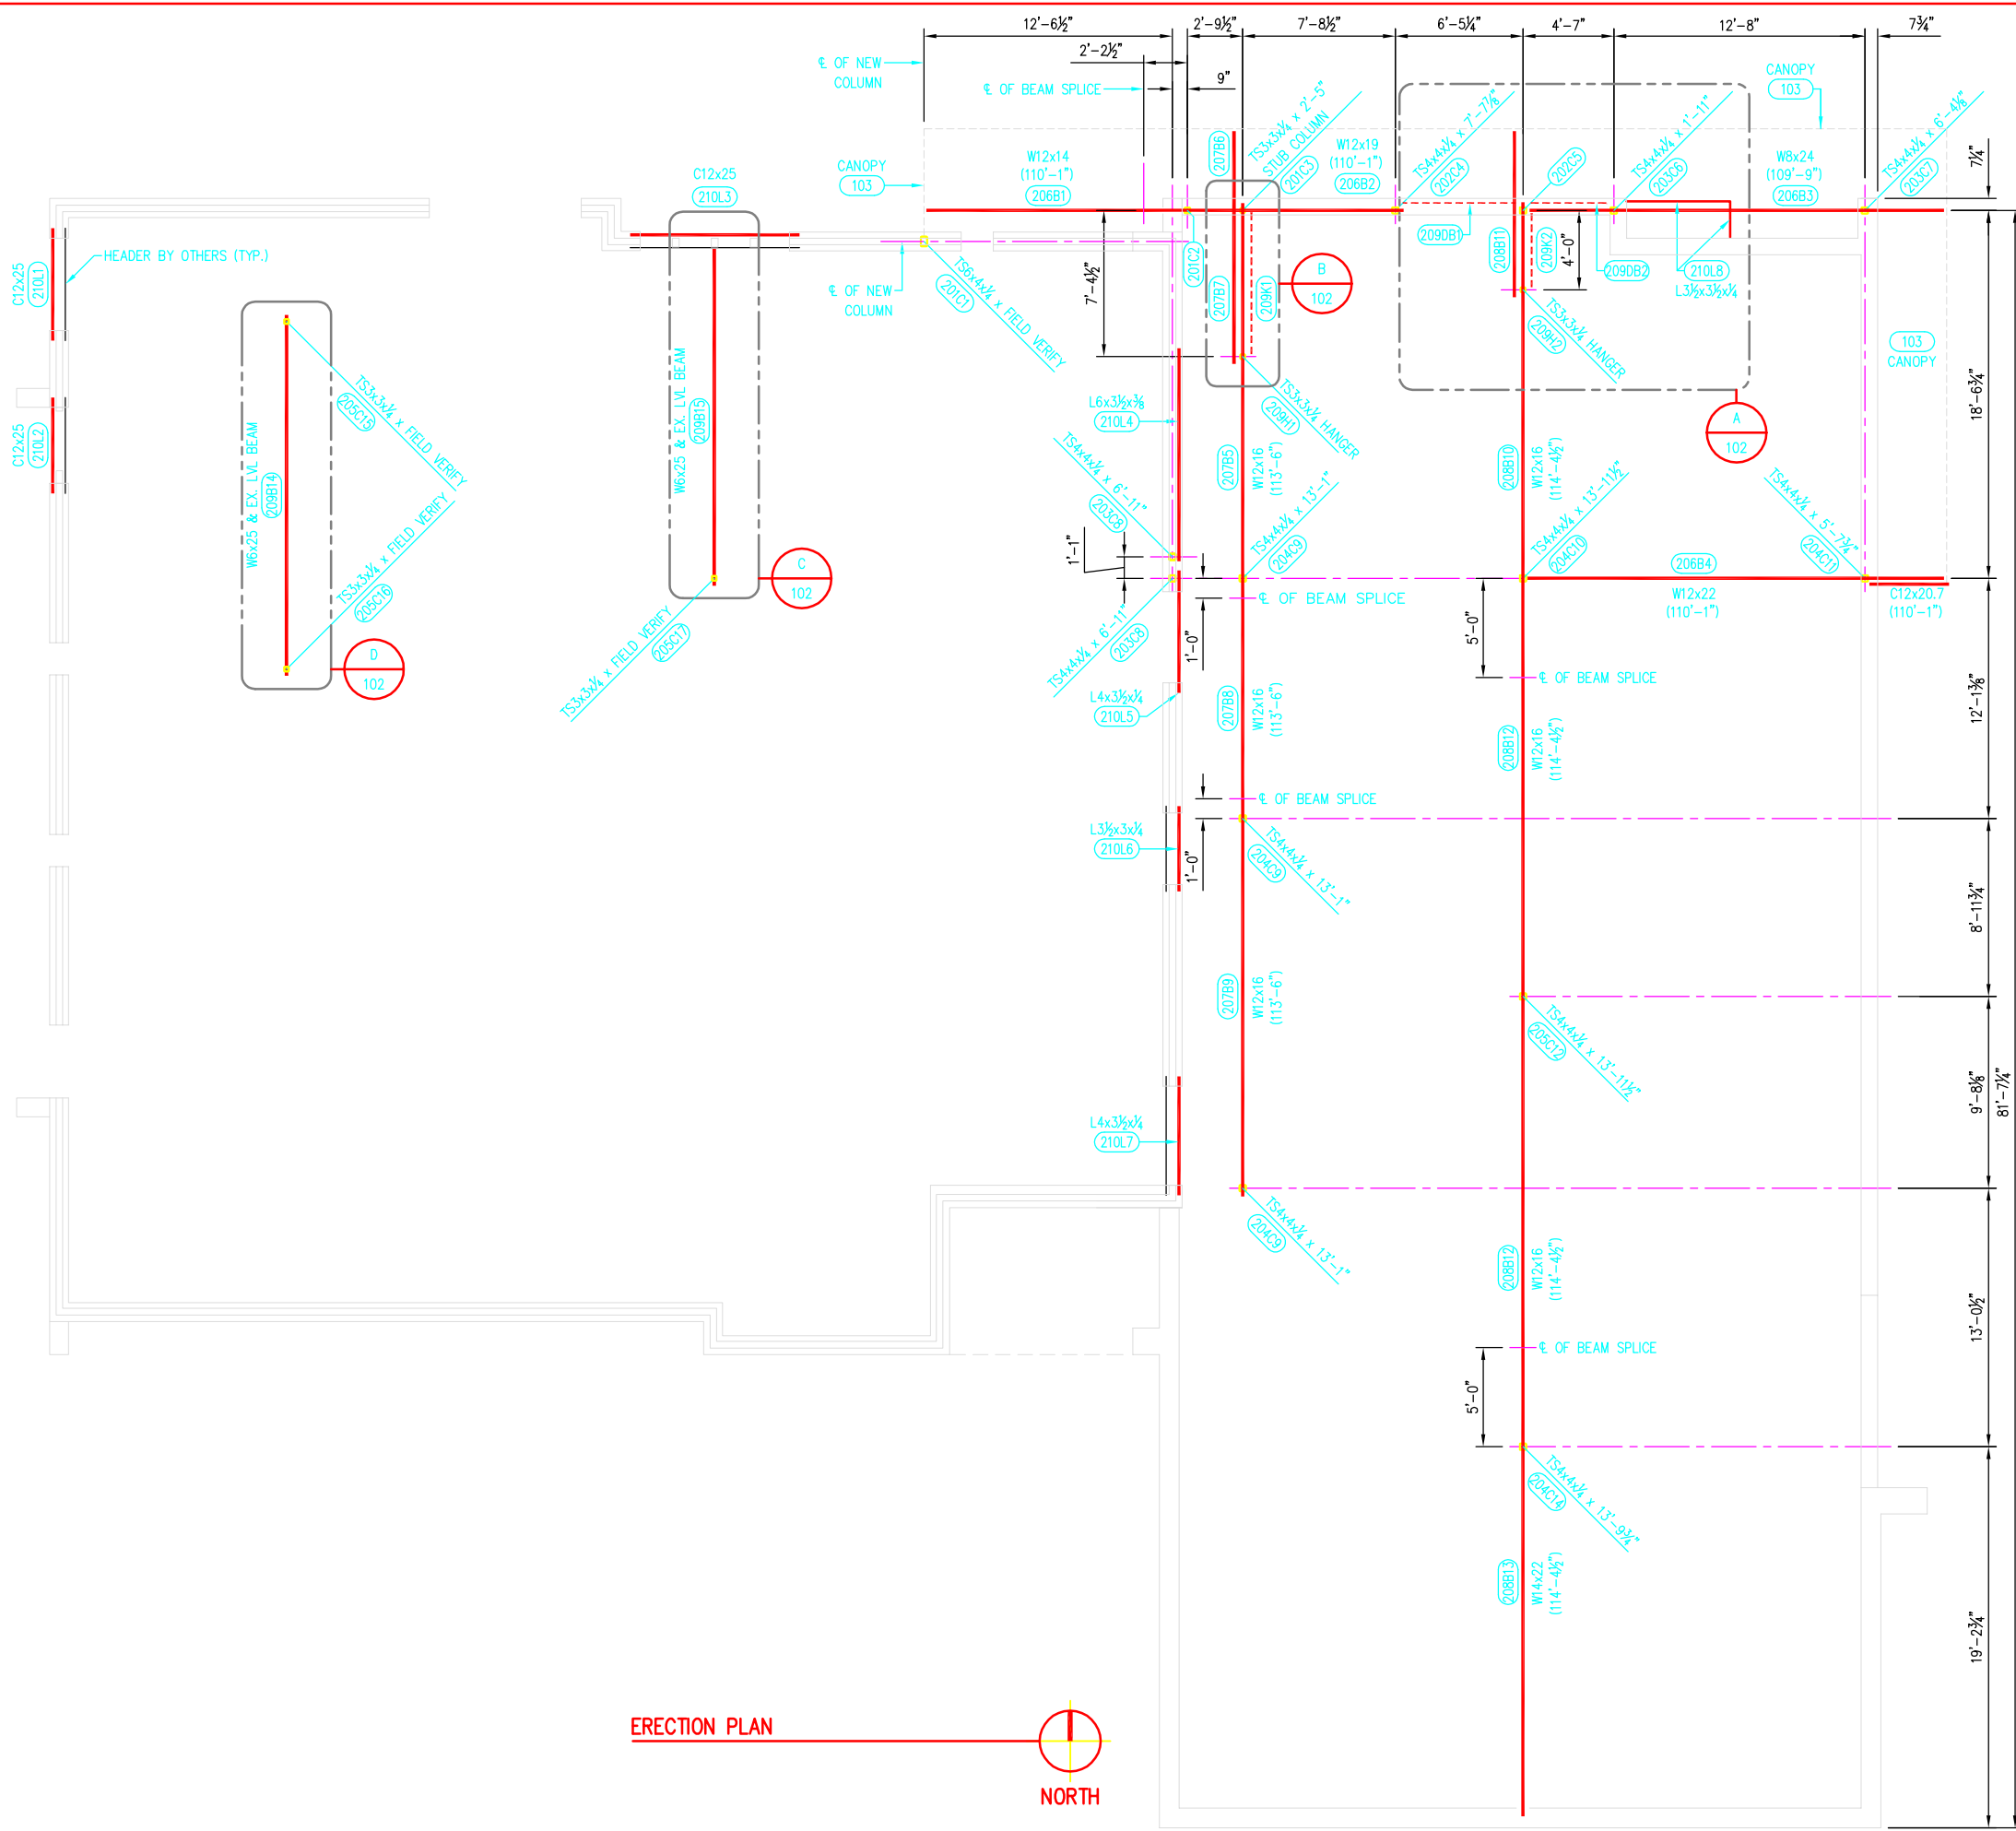 12'-6½"
2'-9½"
7'-8½"
6'-5¼"
4'-7"
12'-8"
7¾"
2'-2½"
9"
℄ OF NEW
COLUMN
℄ OF BEAM SPLICE
CANOPY
103
CANOPY
103
W12x14
(110'-1")
206B1
207B6
TS3x3x¼ x 2'-5"
STUB COLUMN
201C3
W12x19
(110'-1")
206B2
TS4x4x¼ x 7'-7⅞"
202C4
202C5
TS4x4x¼ x 1'-11"
203C6
W8x24
(109'-9")
206B3
TS4x4x¼ x 6'-4⅛"
203C7
7¼"
C12x25
210L3
C12x25
210L1
HEADER BY OTHERS (TYP.)
℄ OF NEW
COLUMN
TS6x4x¼ x FIELD VERIFY
201C1
7'-4½"
201C2
207B7
209K1
B
102
209DB1
208B11
209K2
4'-0"
209DB2
210L8
L3½x3½x¼
TS3x3x¼ HANGER
209H2
103
CANOPY
18'-6¾"
C12x25
210L2
W6x25 & EX. LVL BEAM
209B14
TS3x3x¼ x FIELD VERIFY
205C15
TS3x3x¼ x FIELD VERIFY
205C16
D
102
W6x25 & EX. LVL BEAM
209B15
C
102
TS3x3x¼ x FIELD VERIFY
205C17
L6x3½x⅜
210L4
TS4x4x¼ x 6'-11"
203C8
1'-1"
TS3x3x¼ HANGER
209H1
207B5
W12x16
(113'-6")
TS4x4x¼ x 13'-1"
204C9
208B10
W12x16
(114'-4½")
A
102
TS4x4x¼ x 13'-11½"
204C10
TS4x4x¼ x 5'-7¾"
204C11
206B4
W12x22
(110'-1")
C12x20.7
(110'-1")
℄ OF BEAM SPLICE
1'-0"
TS4x4x¼ x 6'-11"
203C8
5'-0"
℄ OF BEAM SPLICE
L4x3½x¼
210L5
207B8
W12x16
(113'-6")
208B12
W12x16
(114'-4½")
12'-1⅜"
℄ OF BEAM SPLICE
1'-0"
L3½x3x¼
210L6
TS4x4x¼ x 13'-1"
204C9
8'-11¾"
207B9
W12x16
(113'-6")
TS4x4x¼ x 13'-11½"
205C12
9'-8⅛"
81'-7¼"
L4x3½x¼
210L7
TS4x4x¼ x 13'-1"
204C9
208B12
W12x16
(114'-4½")
13'-0½"
℄ OF BEAM SPLICE
5'-0"
TS4x4x¼ x 13'-9¾"
204C14
208B13
W14x22
(114'-4½")
19'-2¾"
ERECTION PLAN
NORTH